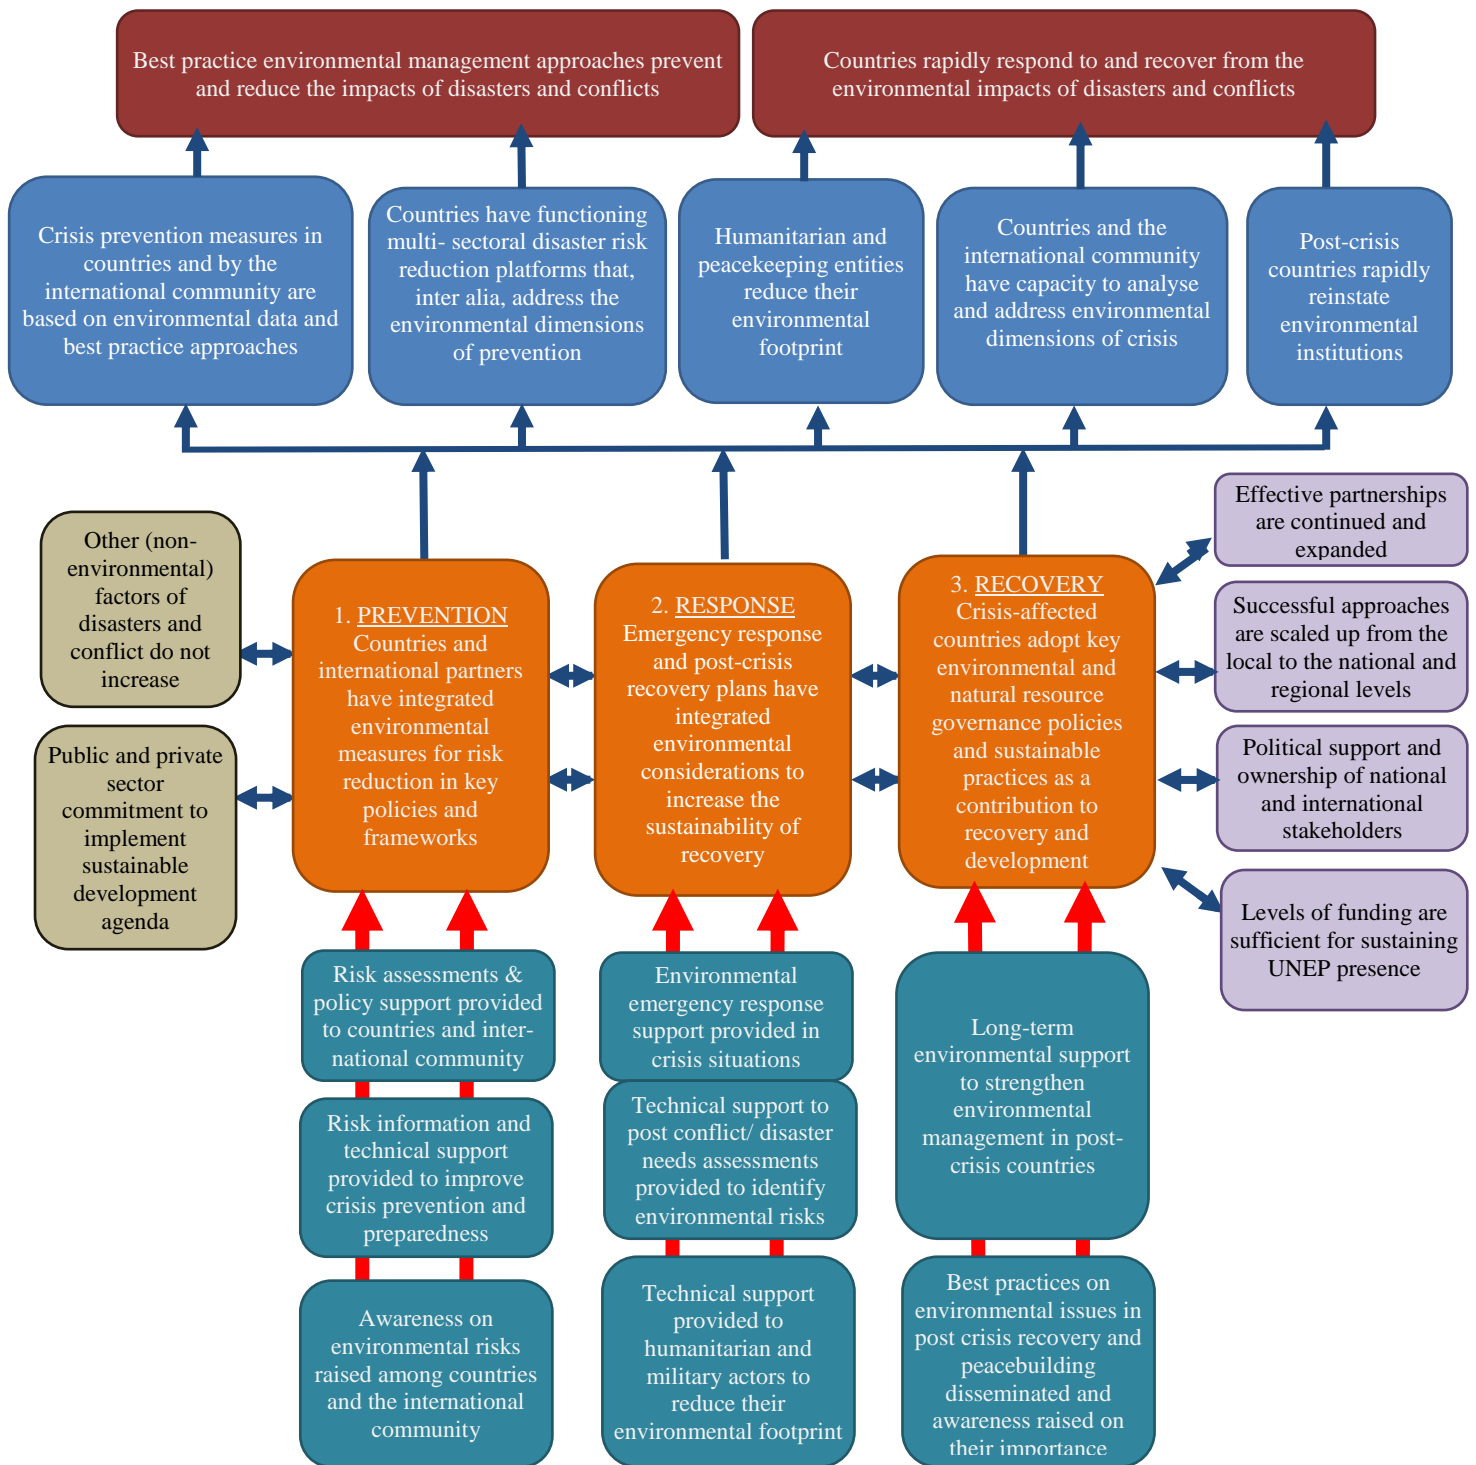 Best practice environmental management approaches prevent
and reduce the impacts of disasters and conflicts
Countries rapidly respond to and recover from the
environmental impacts of disasters and conflicts
Crisis prevention measures in
countries and by the
international community are
based on environmental data and
best practice approaches
Countries have functioning
multi- sectoral disaster risk
reduction platforms that,
inter alia, address the
environmental dimensions
of prevention
Humanitarian and
peacekeeping entities
reduce their
environmental
footprint
Countries and the
international community
have capacity to analyse
and address environmental
dimensions of crisis
Post-crisis
countries rapidly
reinstate
environmental
institutions
Other (non-
environmental)
factors of
disasters and
conflict do not
increase
Public and private
sector
commitment to
implement
sustainable
development
agenda
1. PREVENTION
Countries and
international partners
have integrated
environmental
measures for risk
reduction in key
policies and
frameworks
2. RESPONSE
Emergency response
and post-crisis
recovery plans have
integrated
environmental
considerations to
increase the
sustainability of
recovery
3. RECOVERY
Crisis-affected
countries adopt key
environmental and
natural resource
governance policies
and sustainable
practices as a
contribution to
recovery and
development
Effective partnerships
are continued and
expanded
Successful approaches
are scaled up from the
local to the national and
regional levels
Political support and
ownership of national
and international
stakeholders
Levels of funding are
sufficient for sustaining
UNEP presence
Risk assessments &
policy support provided
to countries and inter-
national community
Risk information and
technical support
provided to improve
crisis prevention and
preparedness
Awareness on
environmental risks
raised among countries
and the international
community
Environmental
emergency response
support provided in
crisis situations
Technical support to
post conflict/ disaster
needs assessments
provided to identify
environmental risks
Technical support
provided to
humanitarian and
military actors to
reduce their
environmental footprint
Long-term
environmental support
to strengthen
environmental
management in post-
crisis countries
Best practices on
environmental issues in
post crisis recovery and
peacebuilding
disseminated and
awareness raised on
their importance